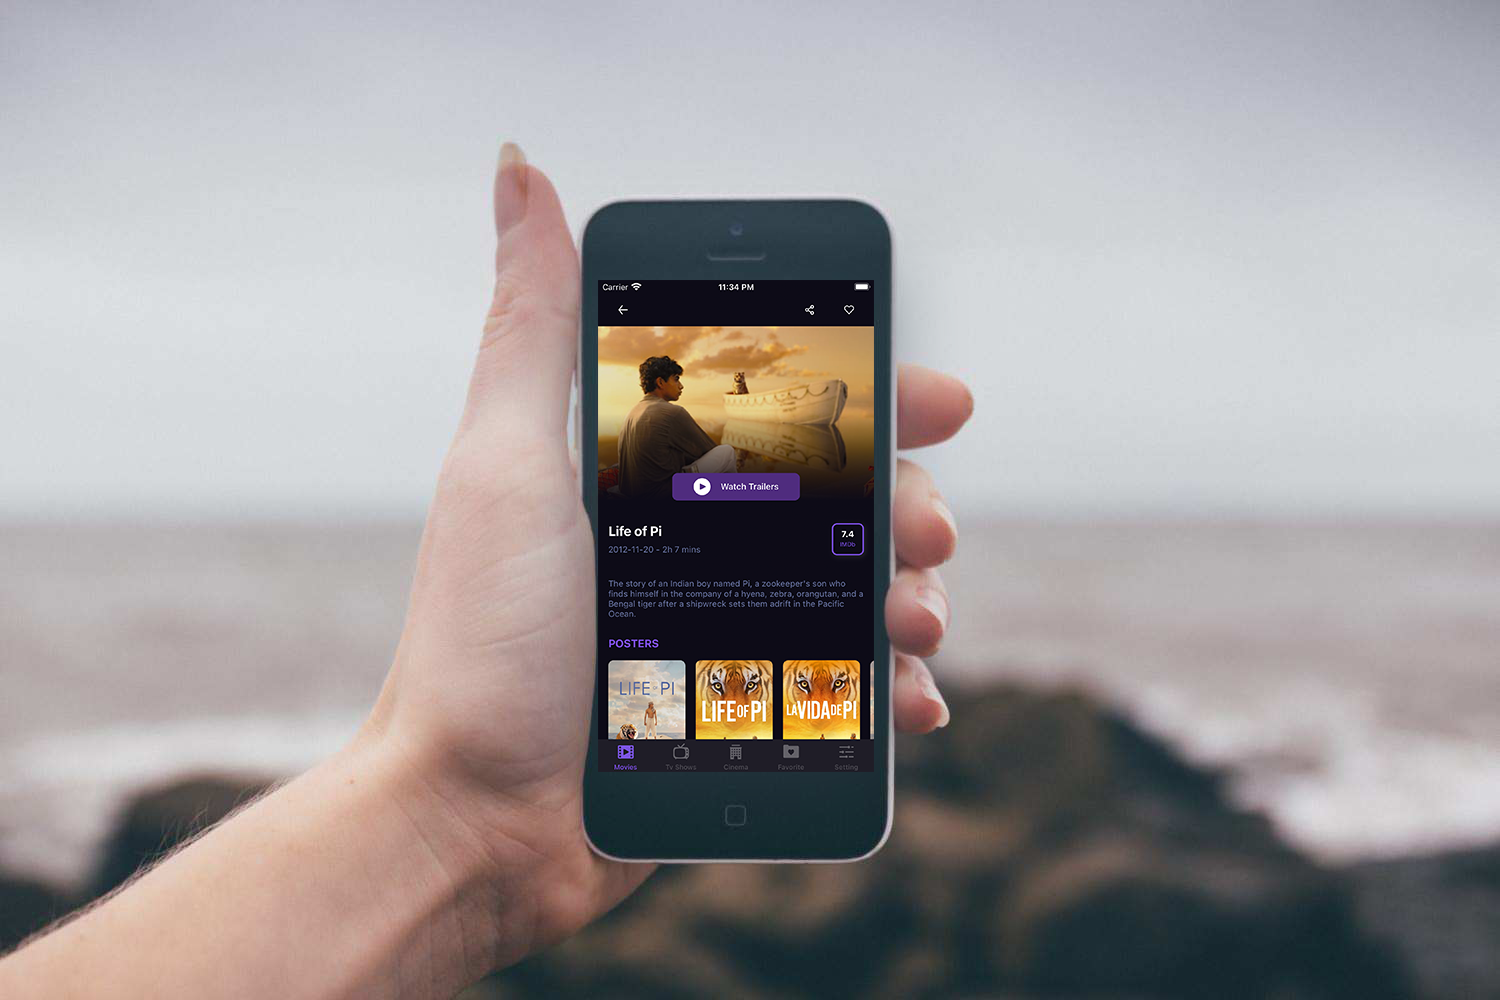 Carrier
11:34 PM
Watch Trailers
Life of Pi
7.4
IMDb
2012-11-20 - 2h 7 mins
The story of an Indian boy named Pi, a zookeeper's son who
finds himself in the company of a hyena, zebra, orangutan, and a
Bengal tiger after a shipwreck sets them adrift in the Pacific
Ocean.
POSTERS
LIFE OF PI
LIFE OF PI
LA VIDA DE PI
Movies
Tv Shows
Cinema
Favorite
Setting